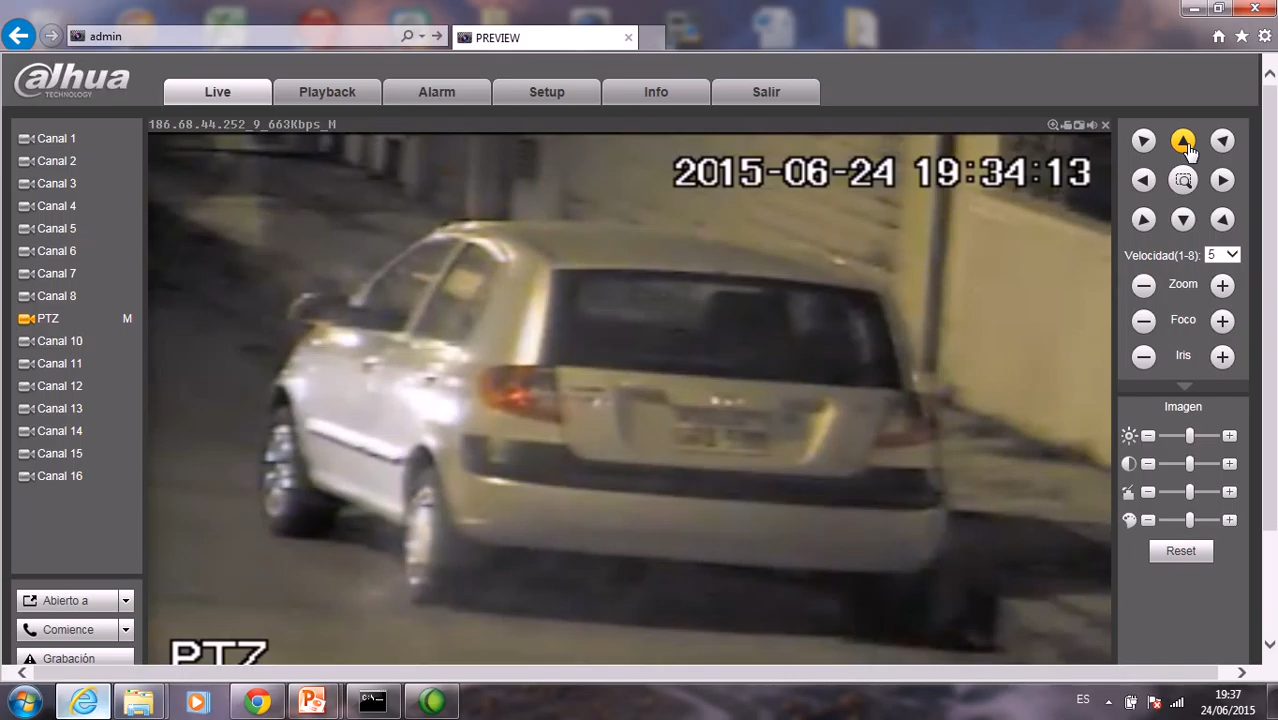 admin
PREVIEW
alhua
TECHNOLOGY
Live
Playback
Alarm
Setup
Info
Salir
186.68.44.252_9_663Kbps_M
Canal 1
Canal 2
Canal 3
Canal 4
Canal 5
Canal 6
Canal 7
Canal 8
PTZ M
Canal 10
Canal 11
Canal 12
Canal 13
Canal 14
Canal 15
Canal 16
Abierto a
Comience
Grabación
2015-06-24 19:34:13
PTZ
Velocidad(1-8): 5
Zoom
Foco
Iris
Imagen
Reset
ES
19:37
24/06/2015